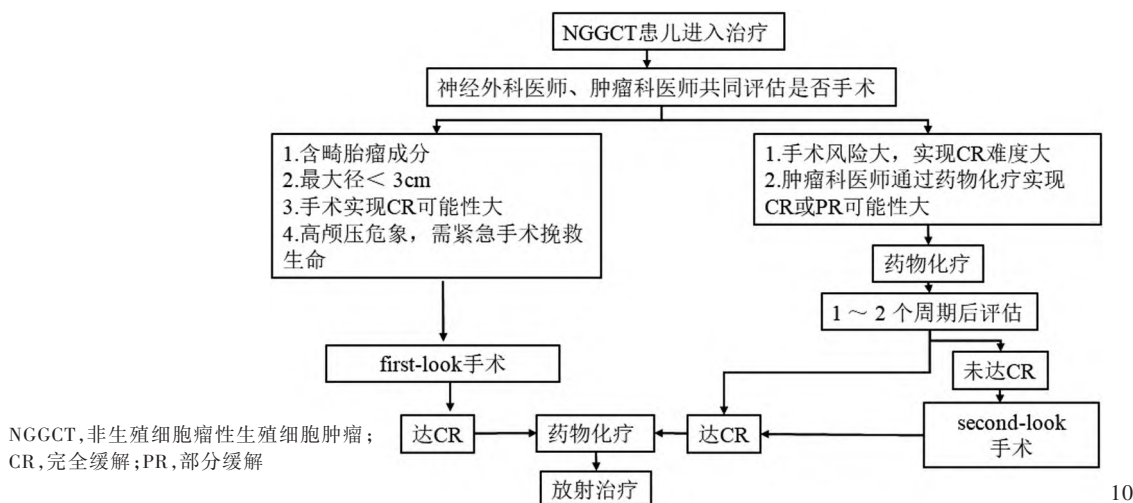 NGGCT患儿进入治疗
神经外科医师、肿瘤科医师共同评估是否手术
1.含畸胎瘤成分
2.最大径＜ 3cm
3.手术实现CR可能性大
4.高颅压危象，需紧急手术挽救
生命
1.手术风险大，实现CR难度大
2.肿瘤科医师通过药物化疗实现
CR或PR可能性大
药物化疗
1 ～ 2 个周期后评估
first-look手术
未达CR
second-look
手术
达CR
药物化疗
达CR
放射治疗
NGGCT,非生殖细胞瘤性生殖细胞肿瘤；
CR,完全缓解；PR,部分缓解
10